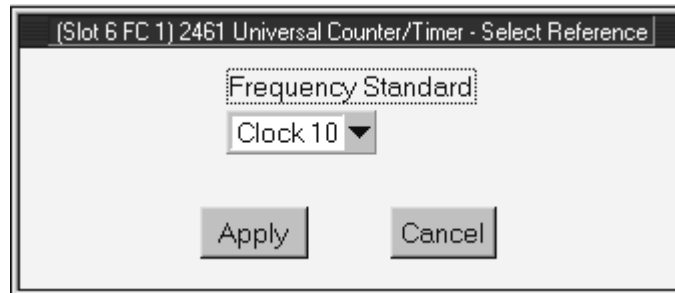 (Slot 6 FC 1) 2461 Universal Counter/Timer - Select Reference
Frequency Standard
Clock 10
Apply Cancel